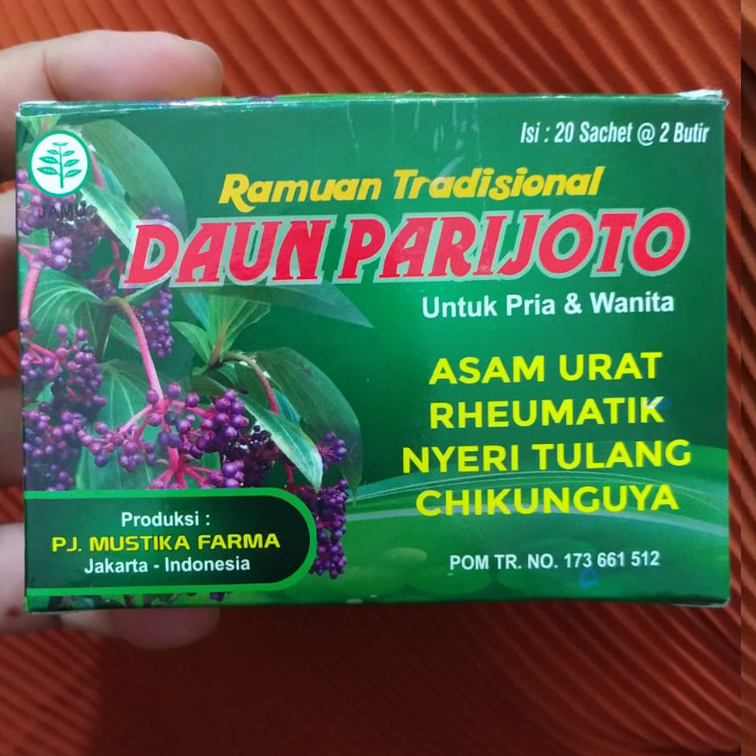 Isi : 20 Sachet @ 2 Butir
JAMU
Ramuan Tradisional
DAUN PARIJOTO
Untuk Pria & Wanita
ASAM URAT
RHEUMATIK
NYERI TULANG
CHIKUNGUYA
Produksi :
PJ. MUSTIKA FARMA
Jakarta - Indonesia
POM TR. NO. 173 661 512